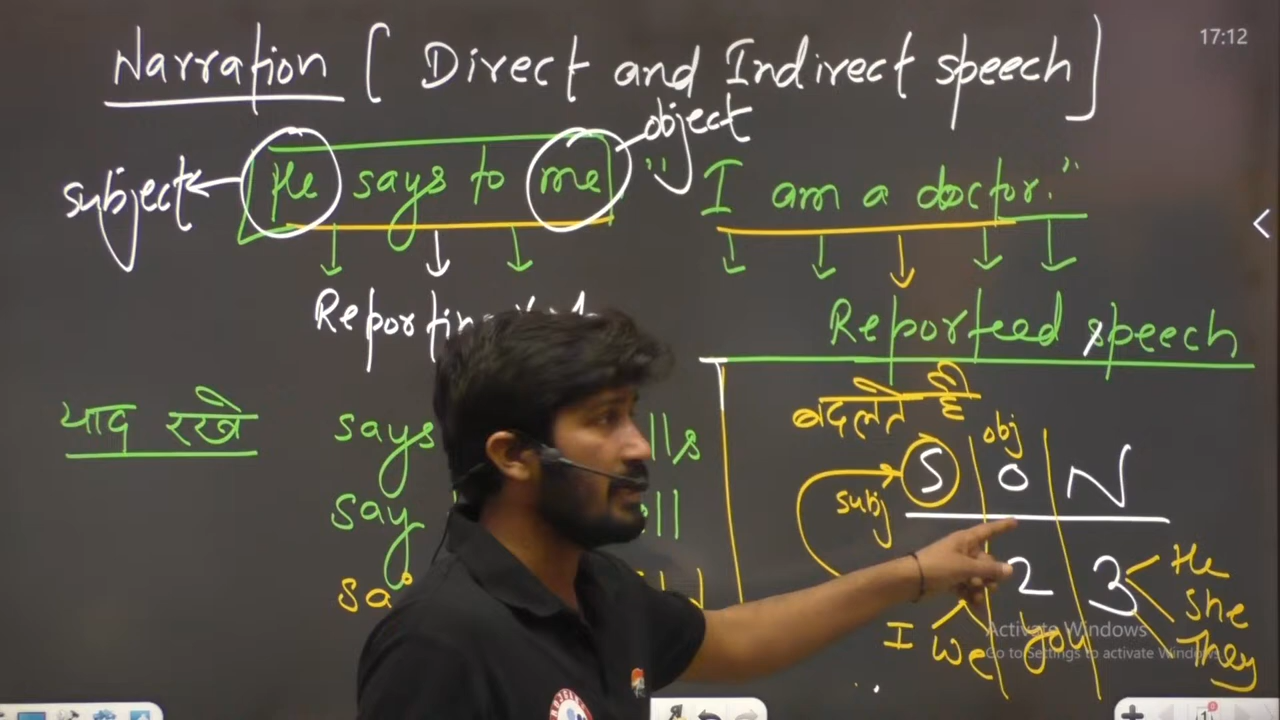 Narration [ Direct and Indirect speech]
17:12
object
subject He says to me " I am a doctor."
Reporting
Reporteed speech
बदलते है
याद रखे
says
say
obj
S O N
subj
2 3
He
she
They
I We you
Activate Windows
Go to Settings to activate Windows.